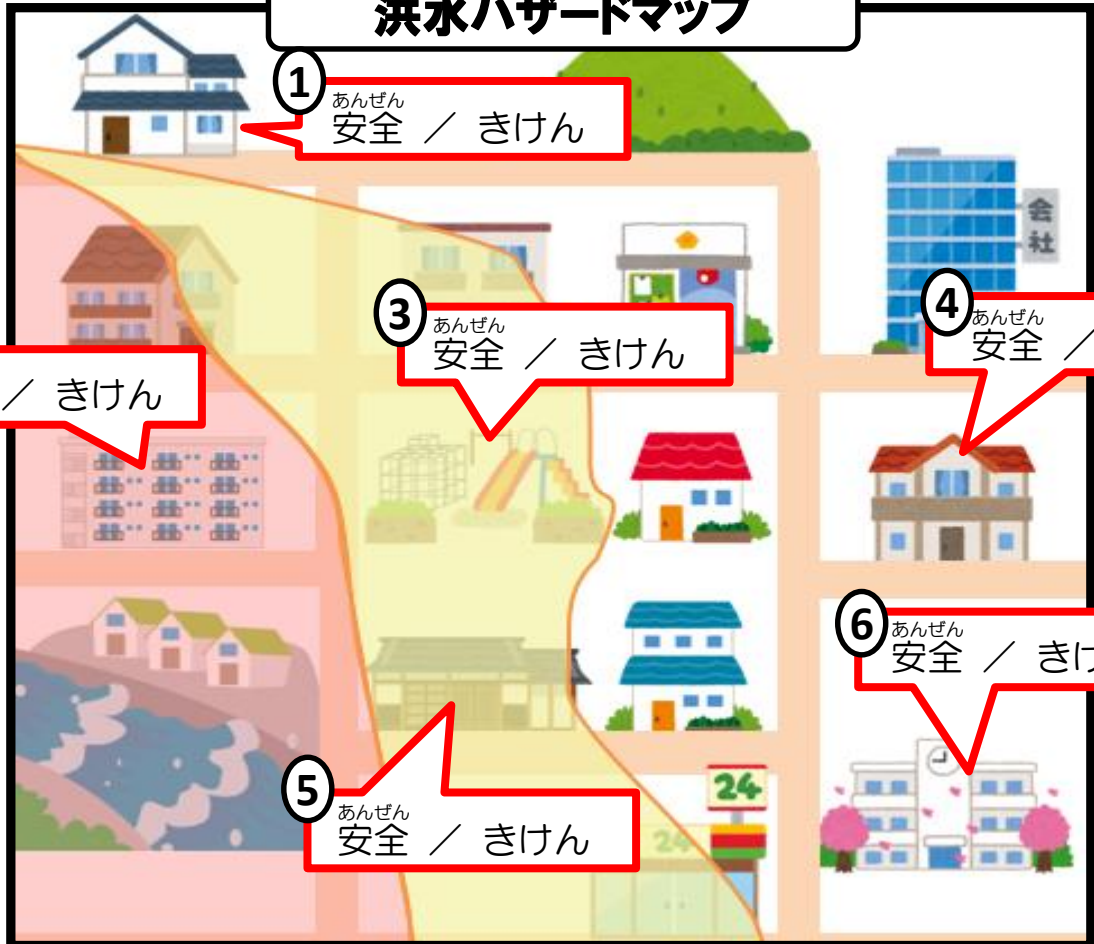 洪水ハザードマップ
1
あんぜん
安全 / きけん
会社
3
あんぜん
安全 / きけん
4
あんぜん
安全 /
/ きけん
6
あんぜん
安全 / きけ
5
あんぜん
安全 / きけん
24
24